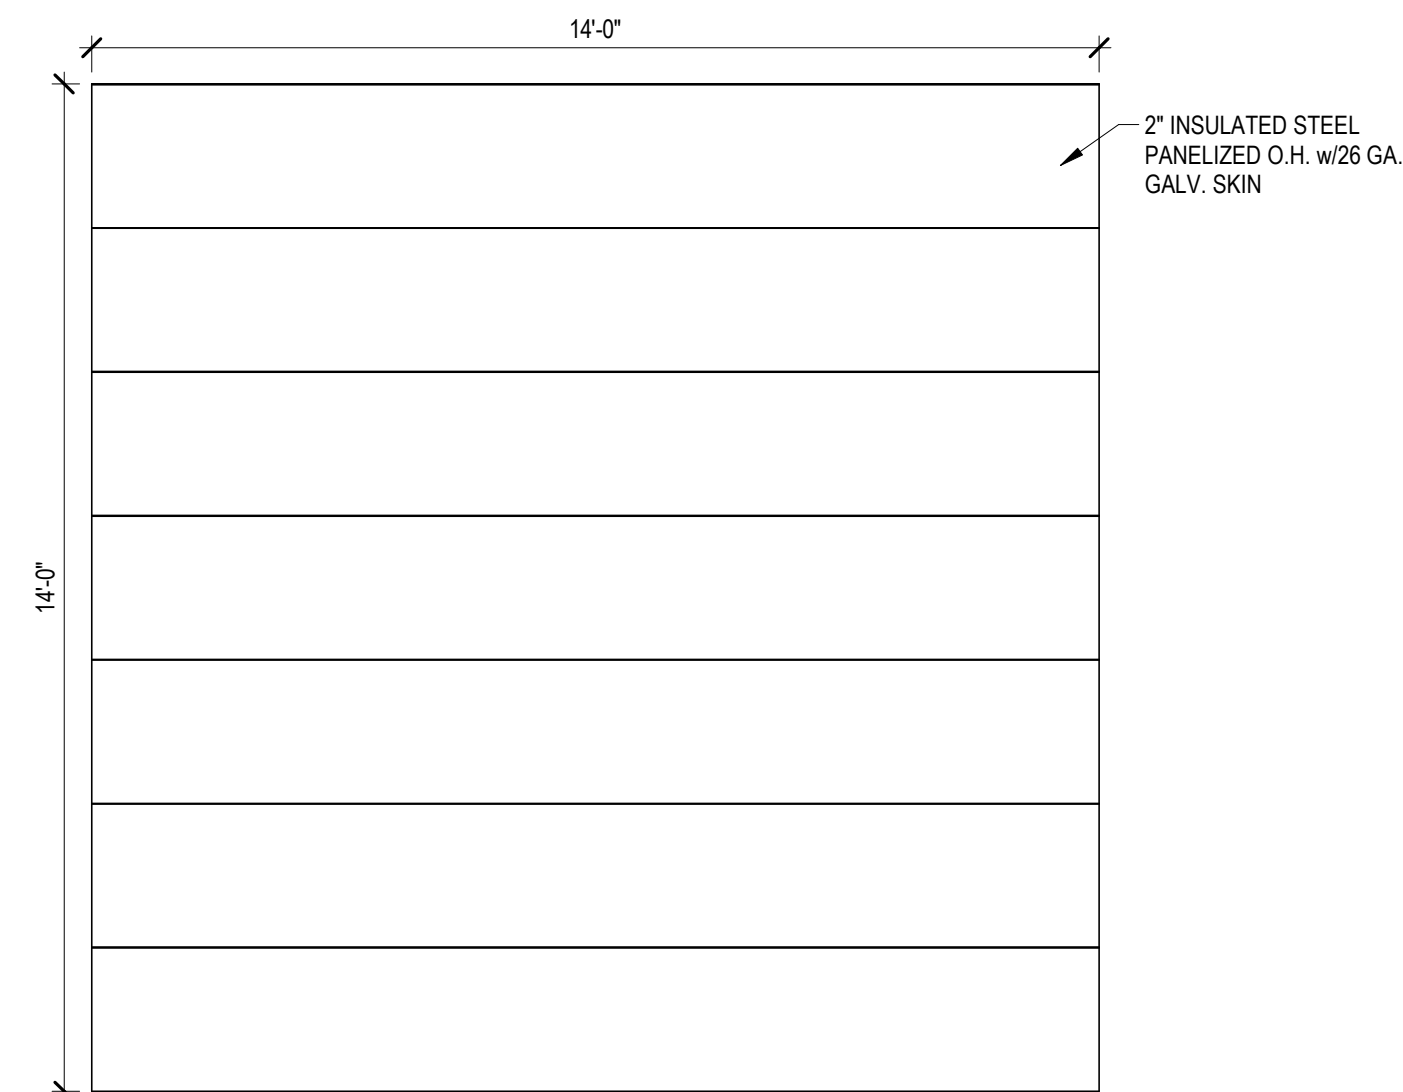 14'-0"
2" INSULATED STEEL
PANELIZED O.H. w/26 GA.
GALV. SKIN
14'-0"